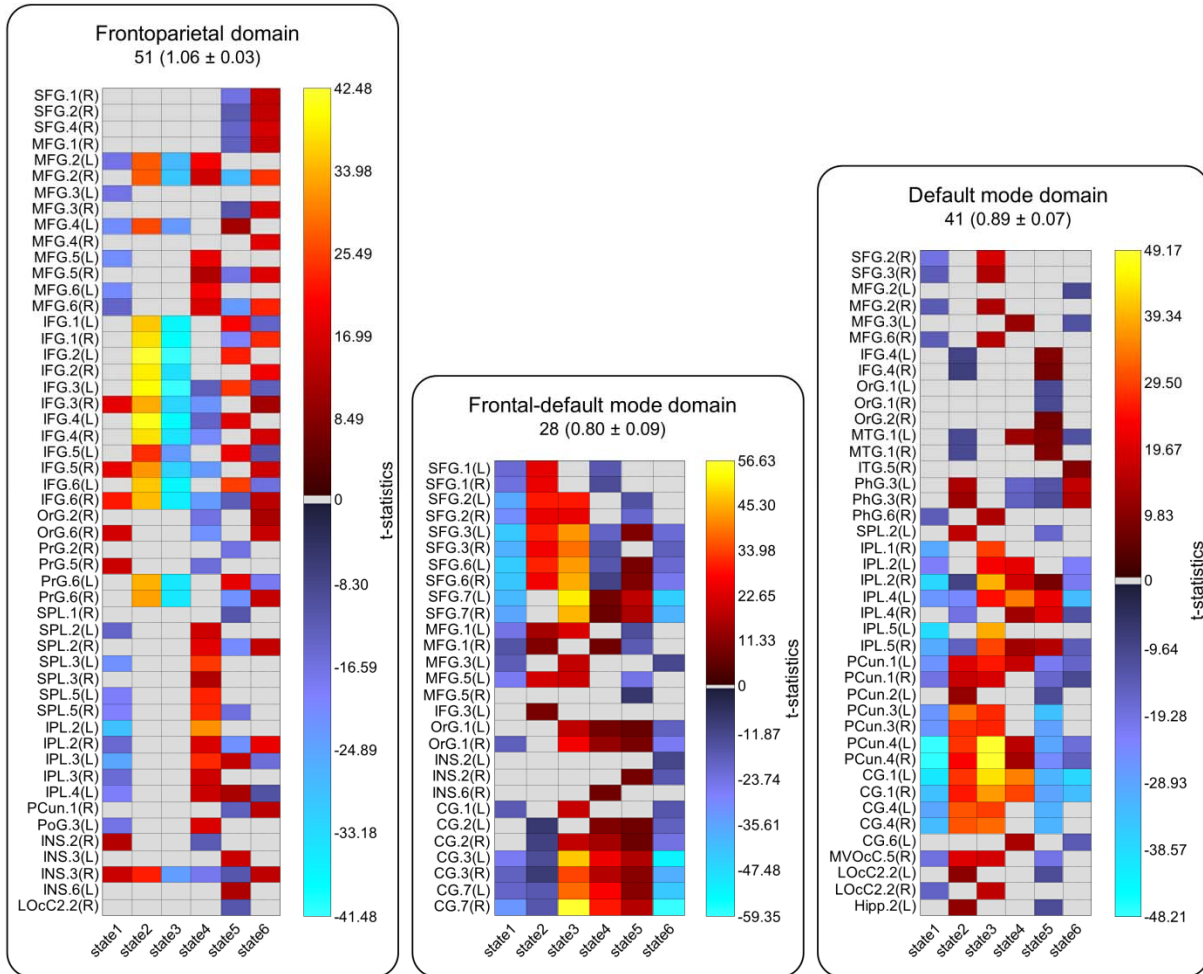 Frontoparietal domain
51 (1.06 ± 0.03)
SFG.1(R)
SFG.2(R)
SFG.4(R)
MFG.1(R)
MFG.2(L)
MFG.2(R)
MFG.3(L)
MFG.3(R)
MFG.4(L)
MFG.4(R)
MFG.5(L)
MFG.5(R)
MFG.6(L)
MFG.6(R)
IFG.1(L)
IFG.1(R)
IFG.2(L)
IFG.2(R)
IFG.3(L)
IFG.3(R)
IFG.4(L)
IFG.4(R)
IFG.5(L)
IFG.5(R)
IFG.6(L)
IFG.6(R)
OrG.2(R)
OrG.6(R)
PrG.2(R)
PrG.5(R)
PrG.6(L)
PrG.6(R)
SPL.1(R)
SPL.2(L)
SPL.2(R)
SPL.3(L)
SPL.3(R)
SPL.5(L)
SPL.5(R)
IPL.2(L)
IPL.2(R)
IPL.3(L)
IPL.3(R)
IPL.4(L)
PCun.1(R)
PoG.3(L)
INS.2(R)
INS.3(L)
INS.3(R)
INS.6(L)
LOcC2.2(R)
state1
state2
state3
state4
state5
state6
42.48
33.98
25.49
16.99
8.49
0
-8.30
-16.59
-24.89
-33.18
-41.48
t-statistics
Frontal-default mode domain
28 (0.80 ± 0.09)
SFG.1(L)
SFG.1(R)
SFG.2(L)
SFG.2(R)
SFG.3(L)
SFG.3(R)
SFG.6(L)
SFG.6(R)
SFG.7(L)
SFG.7(R)
MFG.1(L)
MFG.1(R)
MFG.3(L)
MFG.5(L)
MFG.5(R)
IFG.3(L)
OrG.1(L)
OrG.1(R)
INS.2(L)
INS.2(R)
INS.6(R)
CG.1(L)
CG.2(L)
CG.2(R)
CG.3(L)
CG.3(R)
CG.7(L)
CG.7(R)
state1
state2
state3
state4
state5
state6
56.63
45.30
33.98
22.65
11.33
0
-11.87
-23.74
-35.61
-47.48
-59.35
t-statistics
Default mode domain
41 (0.89 ± 0.07)
SFG.2(R)
SFG.3(R)
MFG.2(L)
MFG.2(R)
MFG.3(L)
MFG.6(R)
IFG.4(L)
IFG.4(R)
OrG.1(L)
OrG.1(R)
OrG.2(R)
MTG.1(L)
MTG.1(R)
ITG.5(R)
PhG.3(L)
PhG.3(R)
PhG.6(R)
SPL.2(L)
IPL.1(R)
IPL.2(L)
IPL.2(R)
IPL.4(L)
IPL.4(R)
IPL.5(L)
IPL.5(R)
PCun.1(L)
PCun.1(R)
PCun.2(L)
PCun.3(L)
PCun.3(R)
PCun.4(L)
PCun.4(R)
CG.1(L)
CG.1(R)
CG.4(L)
CG.4(R)
CG.6(L)
MVOcC.5(R)
LOcC2.2(L)
LOcC2.2(R)
Hipp.2(L)
state1
state2
state3
state4
state5
state6
49.17
39.34
29.50
19.67
9.83
0
-9.64
-19.28
-28.93
-38.57
-48.21
t-statistics